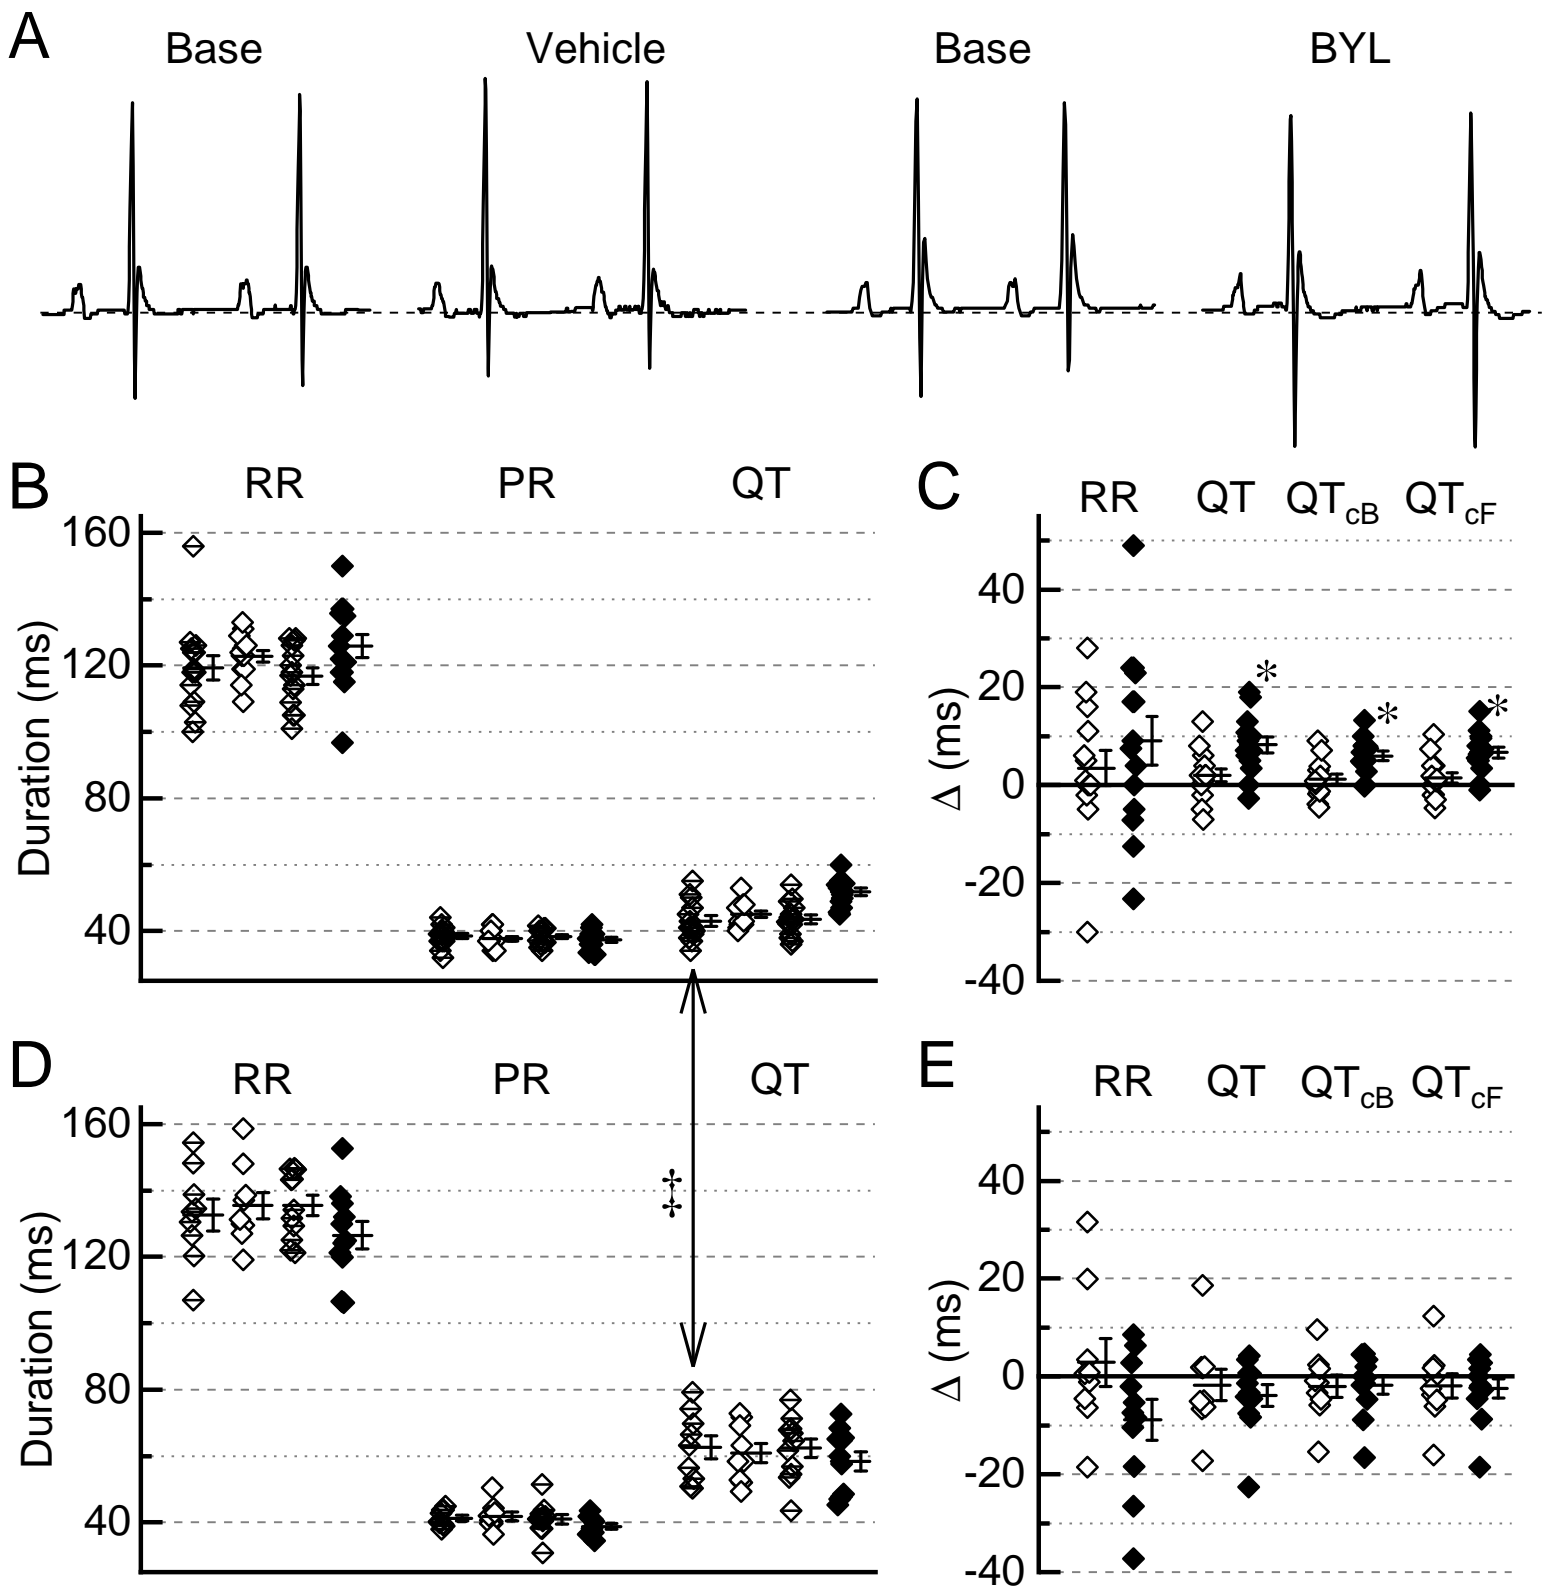 A
Base Vehicle Base BYL
B
RR PR QT
160
120
80
40
Duration (ms)
C
RR QT QTcB QTcF
* * *
40
20
0
-20
-40
Δ (ms)
‡
D
RR PR QT
160
120
80
40
Duration (ms)
E
RR QT QTcB QTcF
40
20
0
-20
-40
Δ (ms)